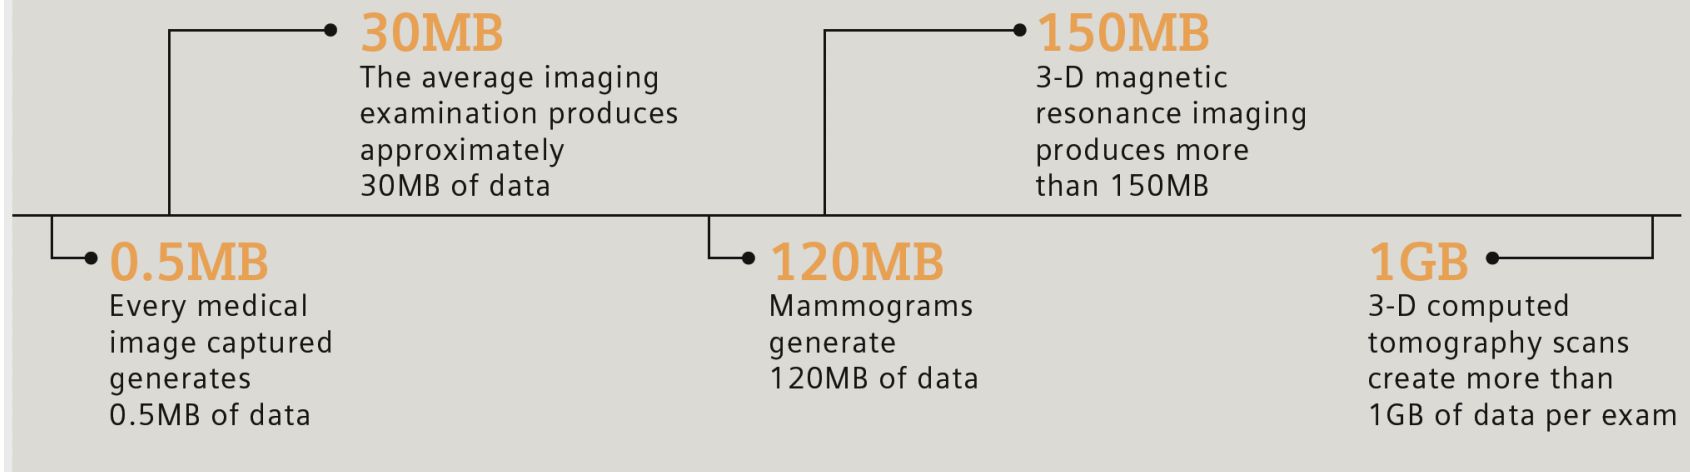 30MB
The average imaging
examination produces
approximately
30MB of data
150MB
3-D magnetic
resonance imaging
produces more
than 150MB
0.5MB
Every medical
image captured
generates
0.5MB of data
120MB
Mammograms
generate
120MB of data
1GB
3-D computed
tomography scans
create more than
1GB of data per exam